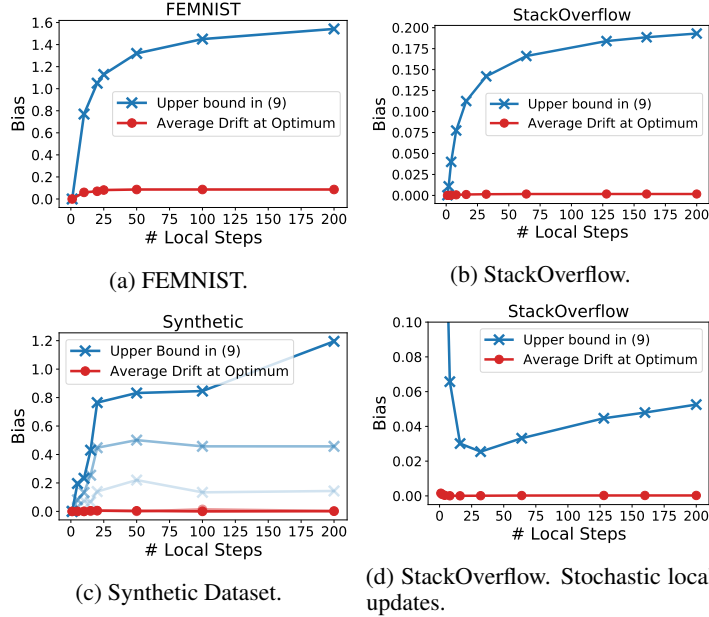 FEMNIST
1.6
1.4
1.2
1.0
0.8
0.6
0.4
0.2
0.0
Bias
Upper bound in (9)
Average Drift at Optimum
0 25 50 75 100 125 150 175 200
# Local Steps
(a) FEMNIST.
StackOverflow
0.200
0.175
0.150
0.125
0.100
0.075
0.050
0.025
0.000
Bias
Upper bound in (9)
Average Drift at Optimum
0 25 50 75 100 125 150 175 200
# Local Steps
(b) StackOverflow.
Synthetic
1.2
1.0
0.8
0.6
0.4
0.2
0.0
Bias
Upper Bound in (9)
Average Drift at Optimum
0 25 50 75 100 125 150 175 200
# Local Steps
(c) Synthetic Dataset.
StackOverflow
0.10
0.08
0.06
0.04
0.02
0.00
Bias
Upper bound in (9)
Average Drift at Optimum
0 25 50 75 100 125 150 175 200
# Local Steps
(d) StackOverflow. Stochastic local
updates.